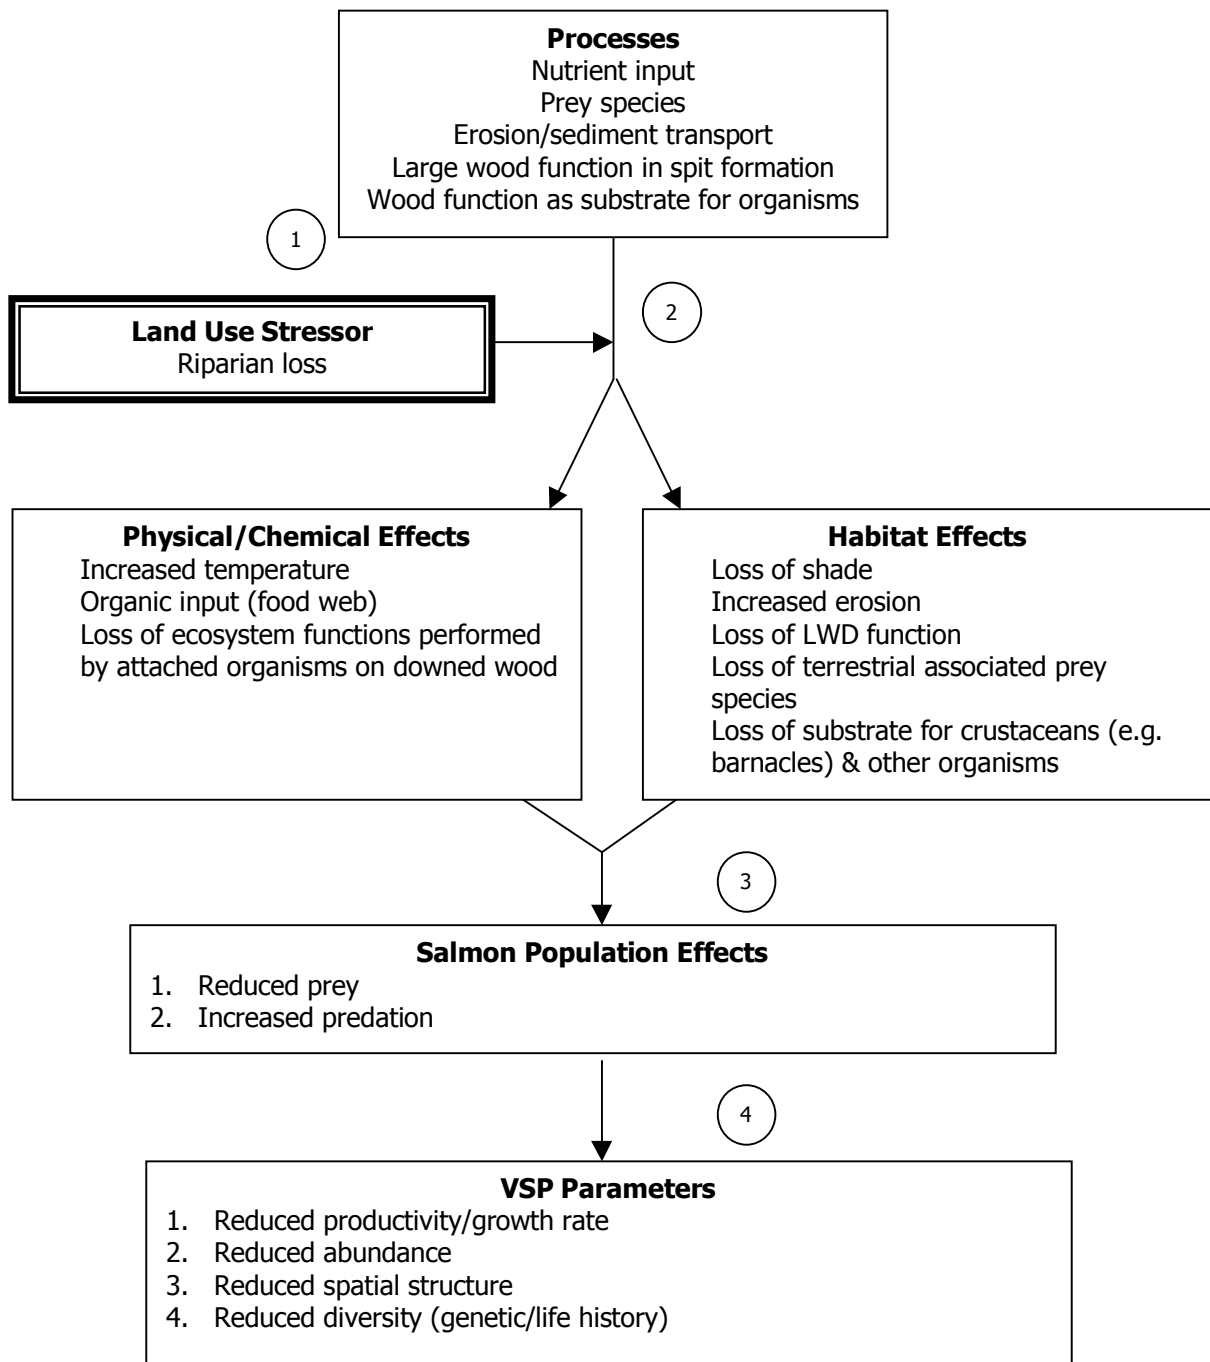 Processes
Nutrient input
Prey species
Erosion/sediment transport
Large wood function in spit formation
Wood function as substrate for organisms
1
2
Land Use Stressor
Riparian loss
Physical/Chemical Effects
Increased temperature
Organic input (food web)
Loss of ecosystem functions performed
by attached organisms on downed wood
Habitat Effects
Loss of shade
Increased erosion
Loss of LWD function
Loss of terrestrial associated prey
species
Loss of substrate for crustaceans (e.g.
barnacles) & other organisms
3
Salmon Population Effects
1. Reduced prey
2. Increased predation
4
VSP Parameters
1. Reduced productivity/growth rate
2. Reduced abundance
3. Reduced spatial structure
4. Reduced diversity (genetic/life history)